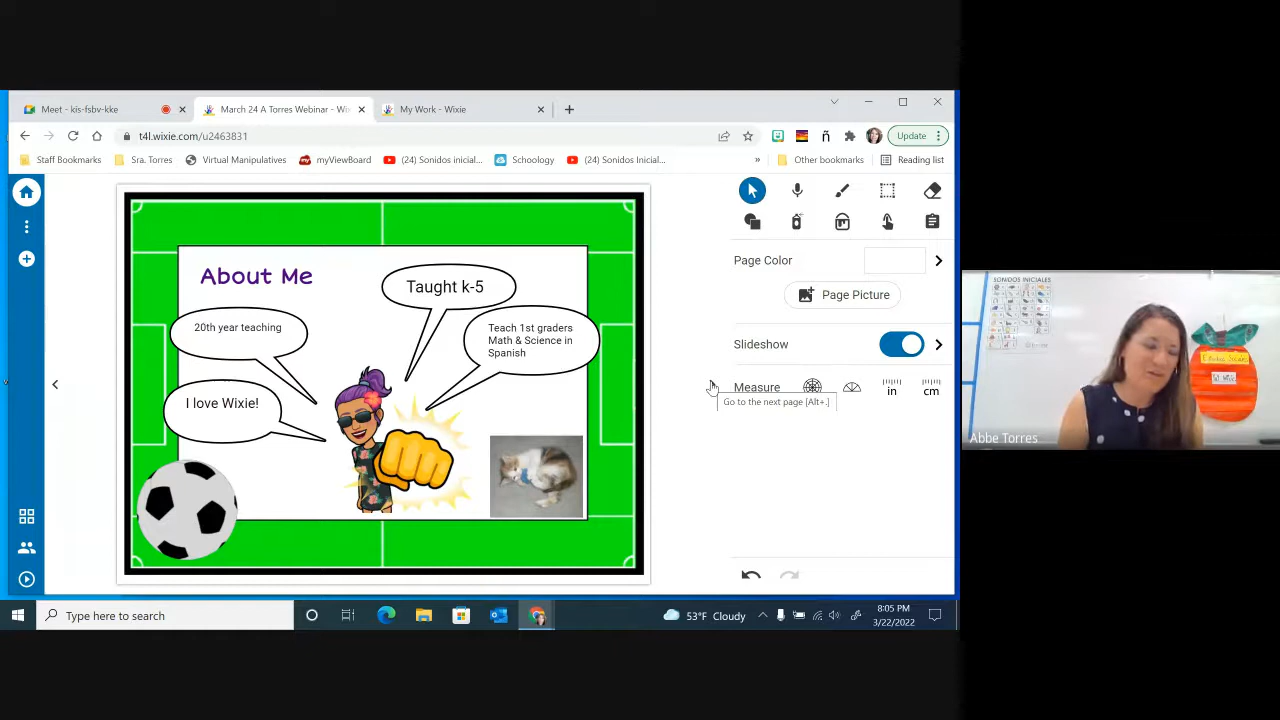 Meet - kis-fsbv-kke
March 24 A Torres Webinar - Wi
My Work - Wixie
t4l.wixie.com/u2463831
Update
Staff Bookmarks
Sra. Torres
Virtual Manipulatives
myViewBoard
(24) Sonidos inicial...
Schoology
(24) Sonidos Inicial...
»
Other bookmarks
Reading list
About Me
Taught k-5
20th year teaching
Teach 1st graders
Math & Science in
Spanish
I love Wixie!
Page Color
Page Picture
Slideshow
Measure
in
cm
Go to the next page [Alt+.]
SONIDOS INICIALES
Abbe Torres
Type here to search
53°F Cloudy
8:05 PM
3/22/2022